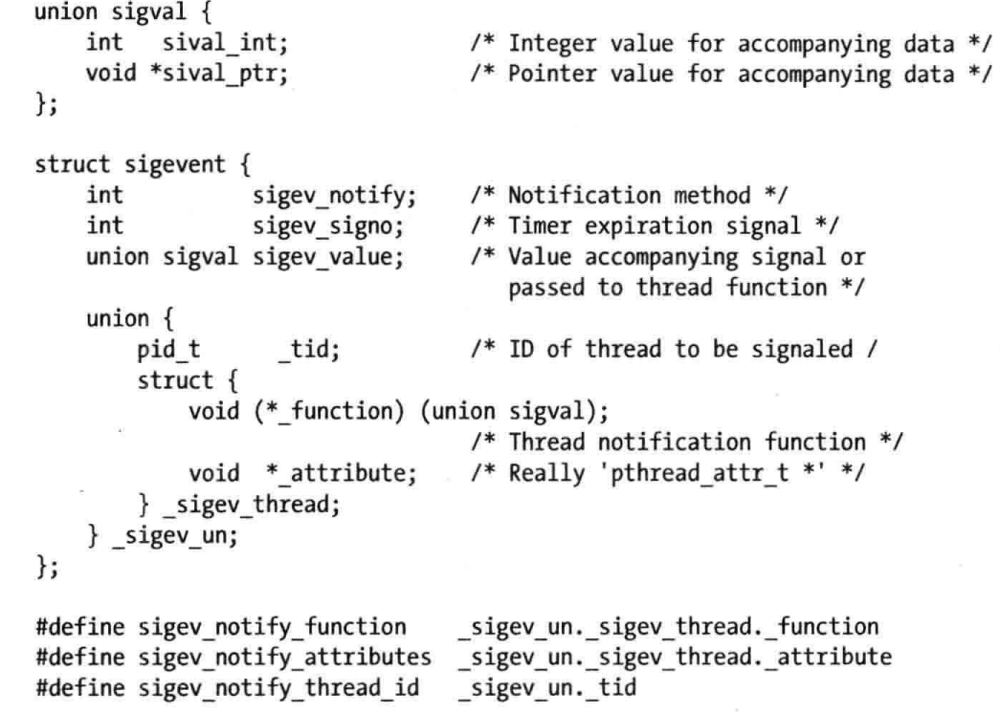 union sigval {
    int   sival_int;              /* Integer value for accompanying data */
    void *sival_ptr;              /* Pointer value for accompanying data */
};

struct sigevent {
    int          sigev_notify;    /* Notification method */
    int          sigev_signo;     /* Timer expiration signal */
    union sigval sigev_value;     /* Value accompanying signal or
                                     passed to thread function */
    union {
        pid_t      _tid;          /* ID of thread to be signaled /
        struct {
            void (*_function) (union sigval);
                                  /* Thread notification function */
            void  *_attribute;    /* Really 'pthread_attr_t *' */
        } _sigev_thread;
    } _sigev_un;
};

#define sigev_notify_function    _sigev_un._sigev_thread._function
#define sigev_notify_attributes  _sigev_un._sigev_thread._attribute
#define sigev_notify_thread_id   _sigev_un._tid